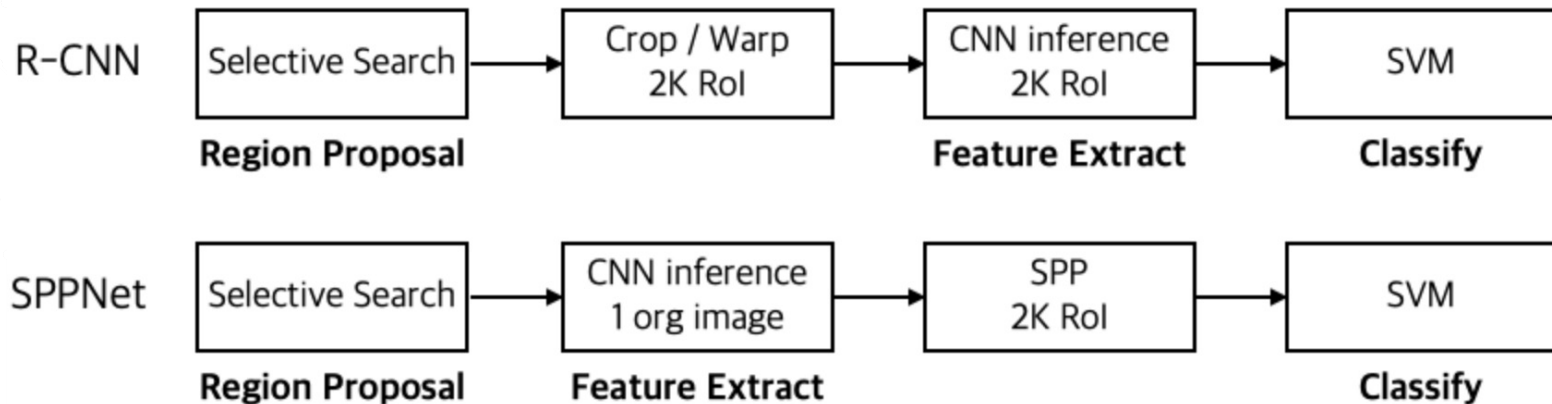 R-CNN
Selective Search
Crop / Warp
2K RoI
CNN inference
2K RoI
SVM
Region Proposal
Feature Extract
Classify
SPPNet
Selective Search
CNN inference
1 org image
SPP
2K RoI
SVM
Region Proposal
Feature Extract
Classify